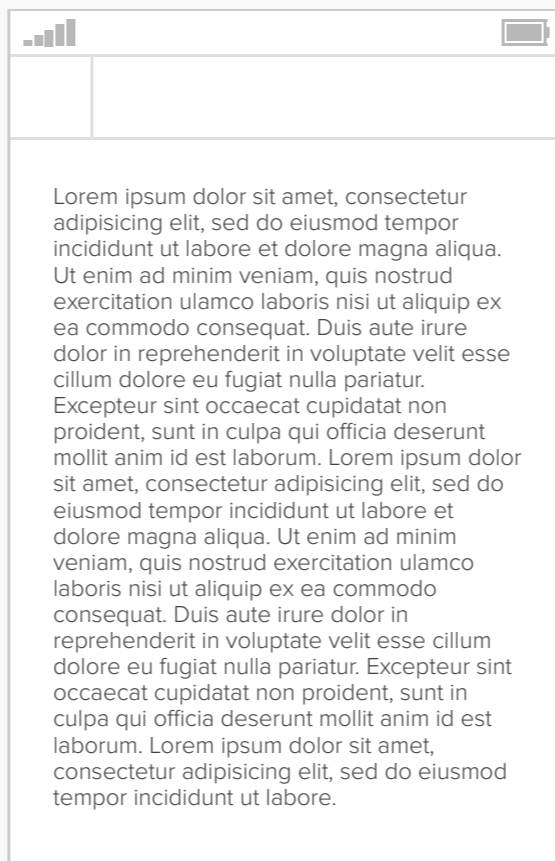 Lorem ipsum dolor sit amet, consectetur
adipisicing elit, sed do eiusmod tempor
incididunt ut labore et dolore magna aliqua.
Ut enim ad minim veniam, quis nostrud
exercitation ulamco laboris nisi ut aliquip ex
ea commodo consequat. Duis aute irure
dolor in reprehenderit in voluptate velit esse
cillum dolore eu fugiat nulla pariatur.
Excepteur sint occaecat cupidatat non
proident, sunt in culpa qui officia deserunt
mollit anim id est laborum. Lorem ipsum dolor
sit amet, consectetur adipisicing elit, sed do
eiusmod tempor incididunt ut labore et
dolore magna aliqua. Ut enim ad minim
veniam, quis nostrud exercitation ulamco
laboris nisi ut aliquip ex ea commodo
consequat. Duis aute irure dolor in
reprehenderit in voluptate velit esse cillum
dolore eu fugiat nulla pariatur. Excepteur sint
occaecat cupidatat non proident, sunt in
culpa qui officia deserunt mollit anim id est
laborum. Lorem ipsum dolor sit amet,
consectetur adipisicing elit, sed do eiusmod
tempor incididunt ut labore.